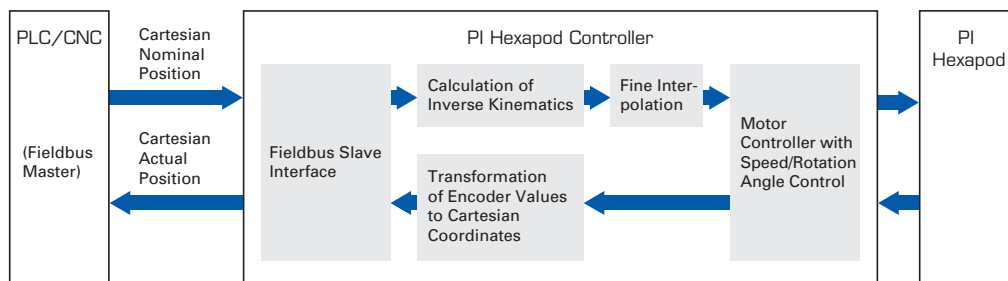 PLC/CNC
(Fieldbus
Master)
Cartesian
Nominal
Position
Cartesian
Actual
Position
PI Hexapod Controller
Fieldbus Slave
Interface
Calculation of
Inverse Kinematics
Fine Inter-
polation
Transformation
of Encoder Values
to Cartesian
Coordinates
Motor
Controller with
Speed/Rotation
Angle Control
PI
Hexapod